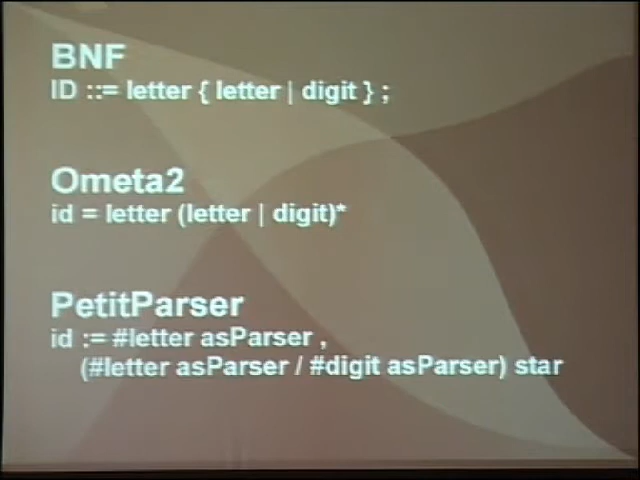 BNF
ID ::= letter { letter | digit } ;
Ometa2
id = letter (letter | digit)*
PetitParser
id := #letter asParser ,
(#letter asParser / #digit asParser) star